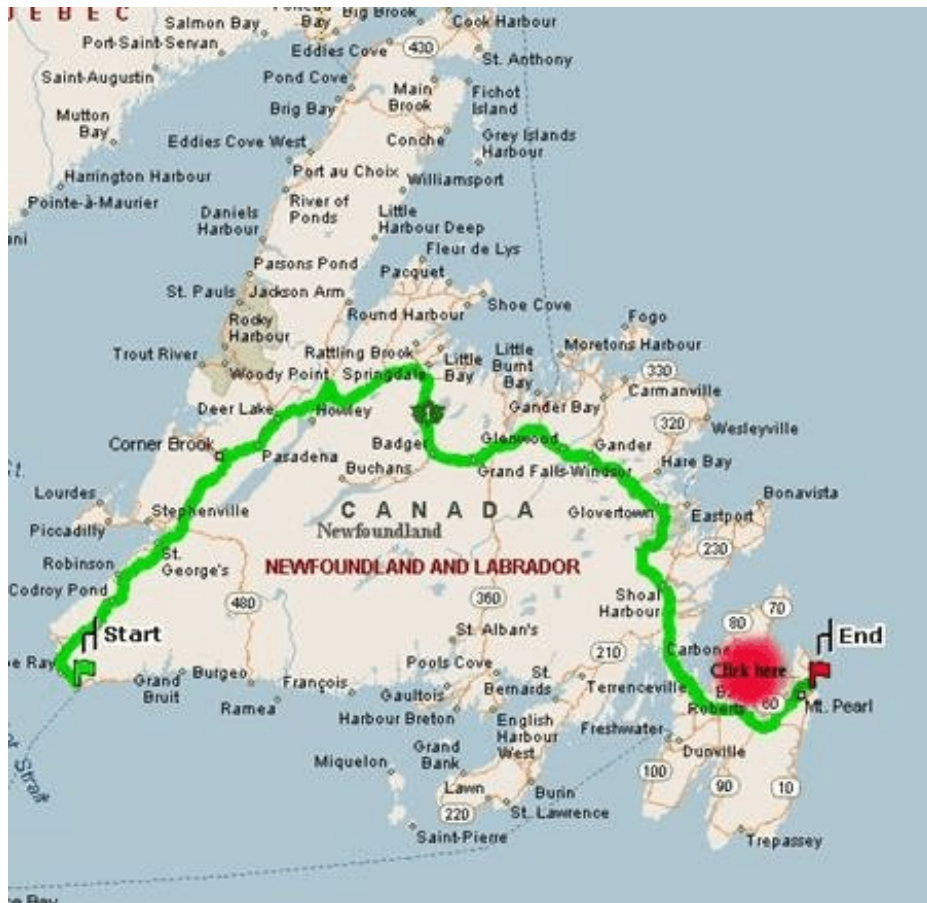 U E B E C
Salmon Bay
Bay
Big Brook
Cook Harbour
Port-Saint-Servan
Eddies Cove
430
St. Anthony
Saint-Augustin
Pond Cove
Main
Brook
Fichot
Island
Mutton
Bay
Brig Bay
Eddies Cove West
Conche
Grey Islands
Harbour
Harrington Harbour
Port au Choix
Williamsport
Pointe-à-Maurier
Daniels
Harbour
River of
Ponds
Little
Harbour Deep
Fleur de Lys
Parsons Pond
Pacquet
St. Pauls
Jackson Arm
Shoe Cove
Round Harbour
Rocky
Harbour
Fogo
Trout River
Rattling Brook
Little
Bay
Little
Burnt
Bay
Moretons Harbour
Woody Point
Springdale
330
Carmanville
Deer Lake
Howley
1
Gander Bay
320
Wesleyville
Corner Brook
Pasadena
Badger
Glenwood
Gander
Buchans
Grand Falls-Windsor
Hare Bay
St.
Lourdes
Stephenville
CANADA
Newfoundland
Glovertown
Eastport
Bonavista
Piccadilly
Robinson
St.
George's
NEWFOUNDLAND AND LABRADOR
230
Codroy Pond
480
360
Shoal
Harbour
70
80
Start
St. Alban's
210
Carbone
End
Ray
Grand
Bruit
Burgeo
François
Pools Cove
St.
Bernards
Terrenceville
Click here
Ramea
Gaultois
Roberts
60
Mt. Pearl
Harbour Breton
English
Harbour
West
Freshwater
Dunville
Miquelon
Grand
Bank
100
90
10
Strait
Lawn
Burin
220
St. Lawrence
Saint-Pierre
Trepassey
Bay